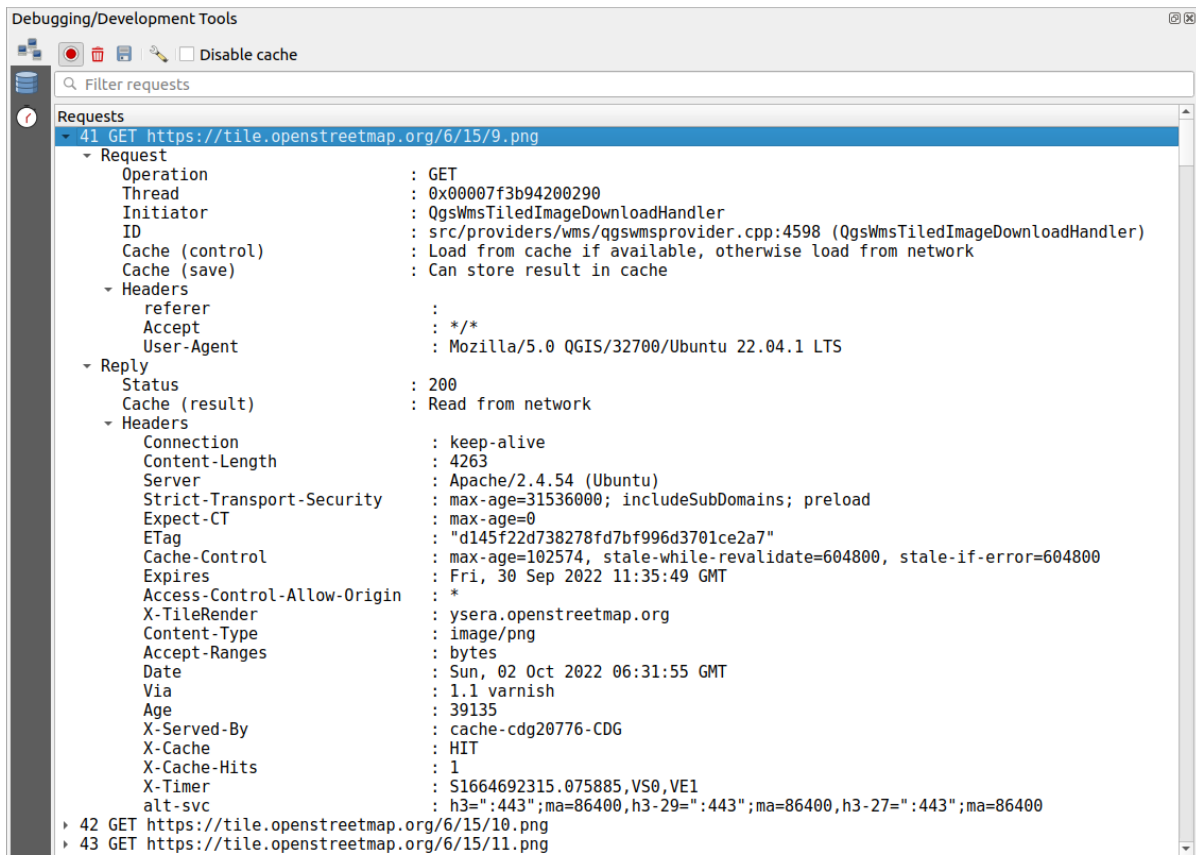 Debugging/Development Tools
Disable cache
Filter requests
Requests
41 GET https://tile.openstreetmap.org/6/15/9.png
Request
Operation : GET
Thread : 0x00007f3b94200290
Initiator : QgsWmsTiledImageDownloadHandler
ID : src/providers/wms/qgswmsprovider.cpp:4598 (QgsWmsTiledImageDownloadHandler)
Cache (control) : Load from cache if available, otherwise load from network
Cache (save) : Can store result in cache
Headers
referer :
Accept : */*
User-Agent : Mozilla/5.0 QGIS/32700/Ubuntu 22.04.1 LTS
Reply
Status : 200
Cache (result) : Read from network
Headers
Connection : keep-alive
Content-Length : 4263
Server : Apache/2.4.54 (Ubuntu)
Strict-Transport-Security : max-age=31536000; includeSubDomains; preload
Expect-CT : max-age=0
ETag : "d145f22d738278fd7bf996d3701ce2a7"
Cache-Control : max-age=102574, stale-while-revalidate=604800, stale-if-error=604800
Expires : Fri, 30 Sep 2022 11:35:49 GMT
Access-Control-Allow-Origin : *
X-TileRender : ysera.openstreetmap.org
Content-Type : image/png
Accept-Ranges : bytes
Date : Sun, 02 Oct 2022 06:31:55 GMT
Via : 1.1 varnish
Age : 39135
X-Served-By : cache-cdg20776-CDG
X-Cache : HIT
X-Cache-Hits : 1
X-Timer : S1664692315.075885,VS0,VE1
alt-svc : h3=":443";ma=86400,h3-29=":443";ma=86400,h3-27=":443";ma=86400
42 GET https://tile.openstreetmap.org/6/15/10.png
43 GET https://tile.openstreetmap.org/6/15/11.png